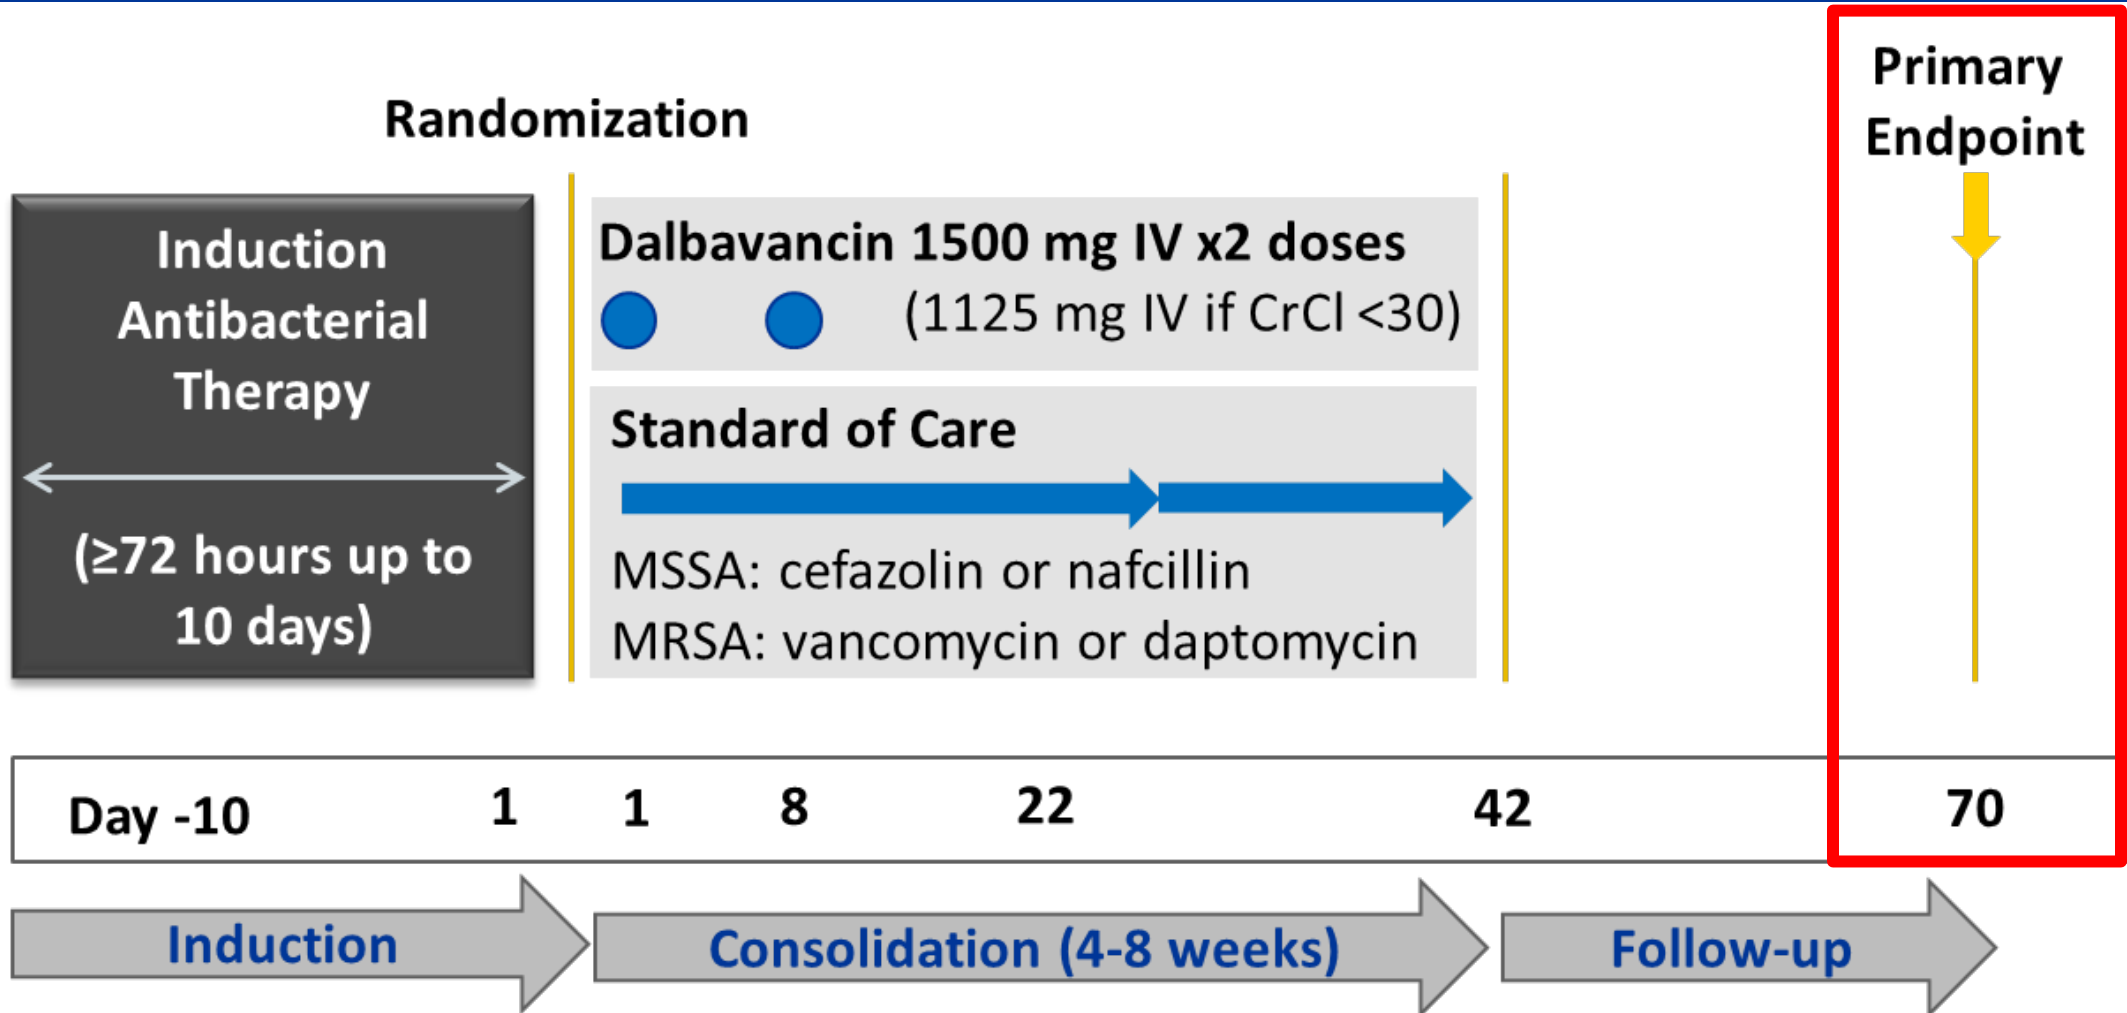 Primary
Endpoint
Randomization
Induction
Antibacterial
Therapy
(≥72 hours up to
10 days)
Dalbavancin 1500 mg IV x2 doses
(1125 mg IV if CrCl <30)
Standard of Care
MSSA: cefazolin or nafcillin
MRSA: vancomycin or daptomycin
Day -10 1 1 8 22 42 70
Induction
Consolidation (4-8 weeks)
Follow-up